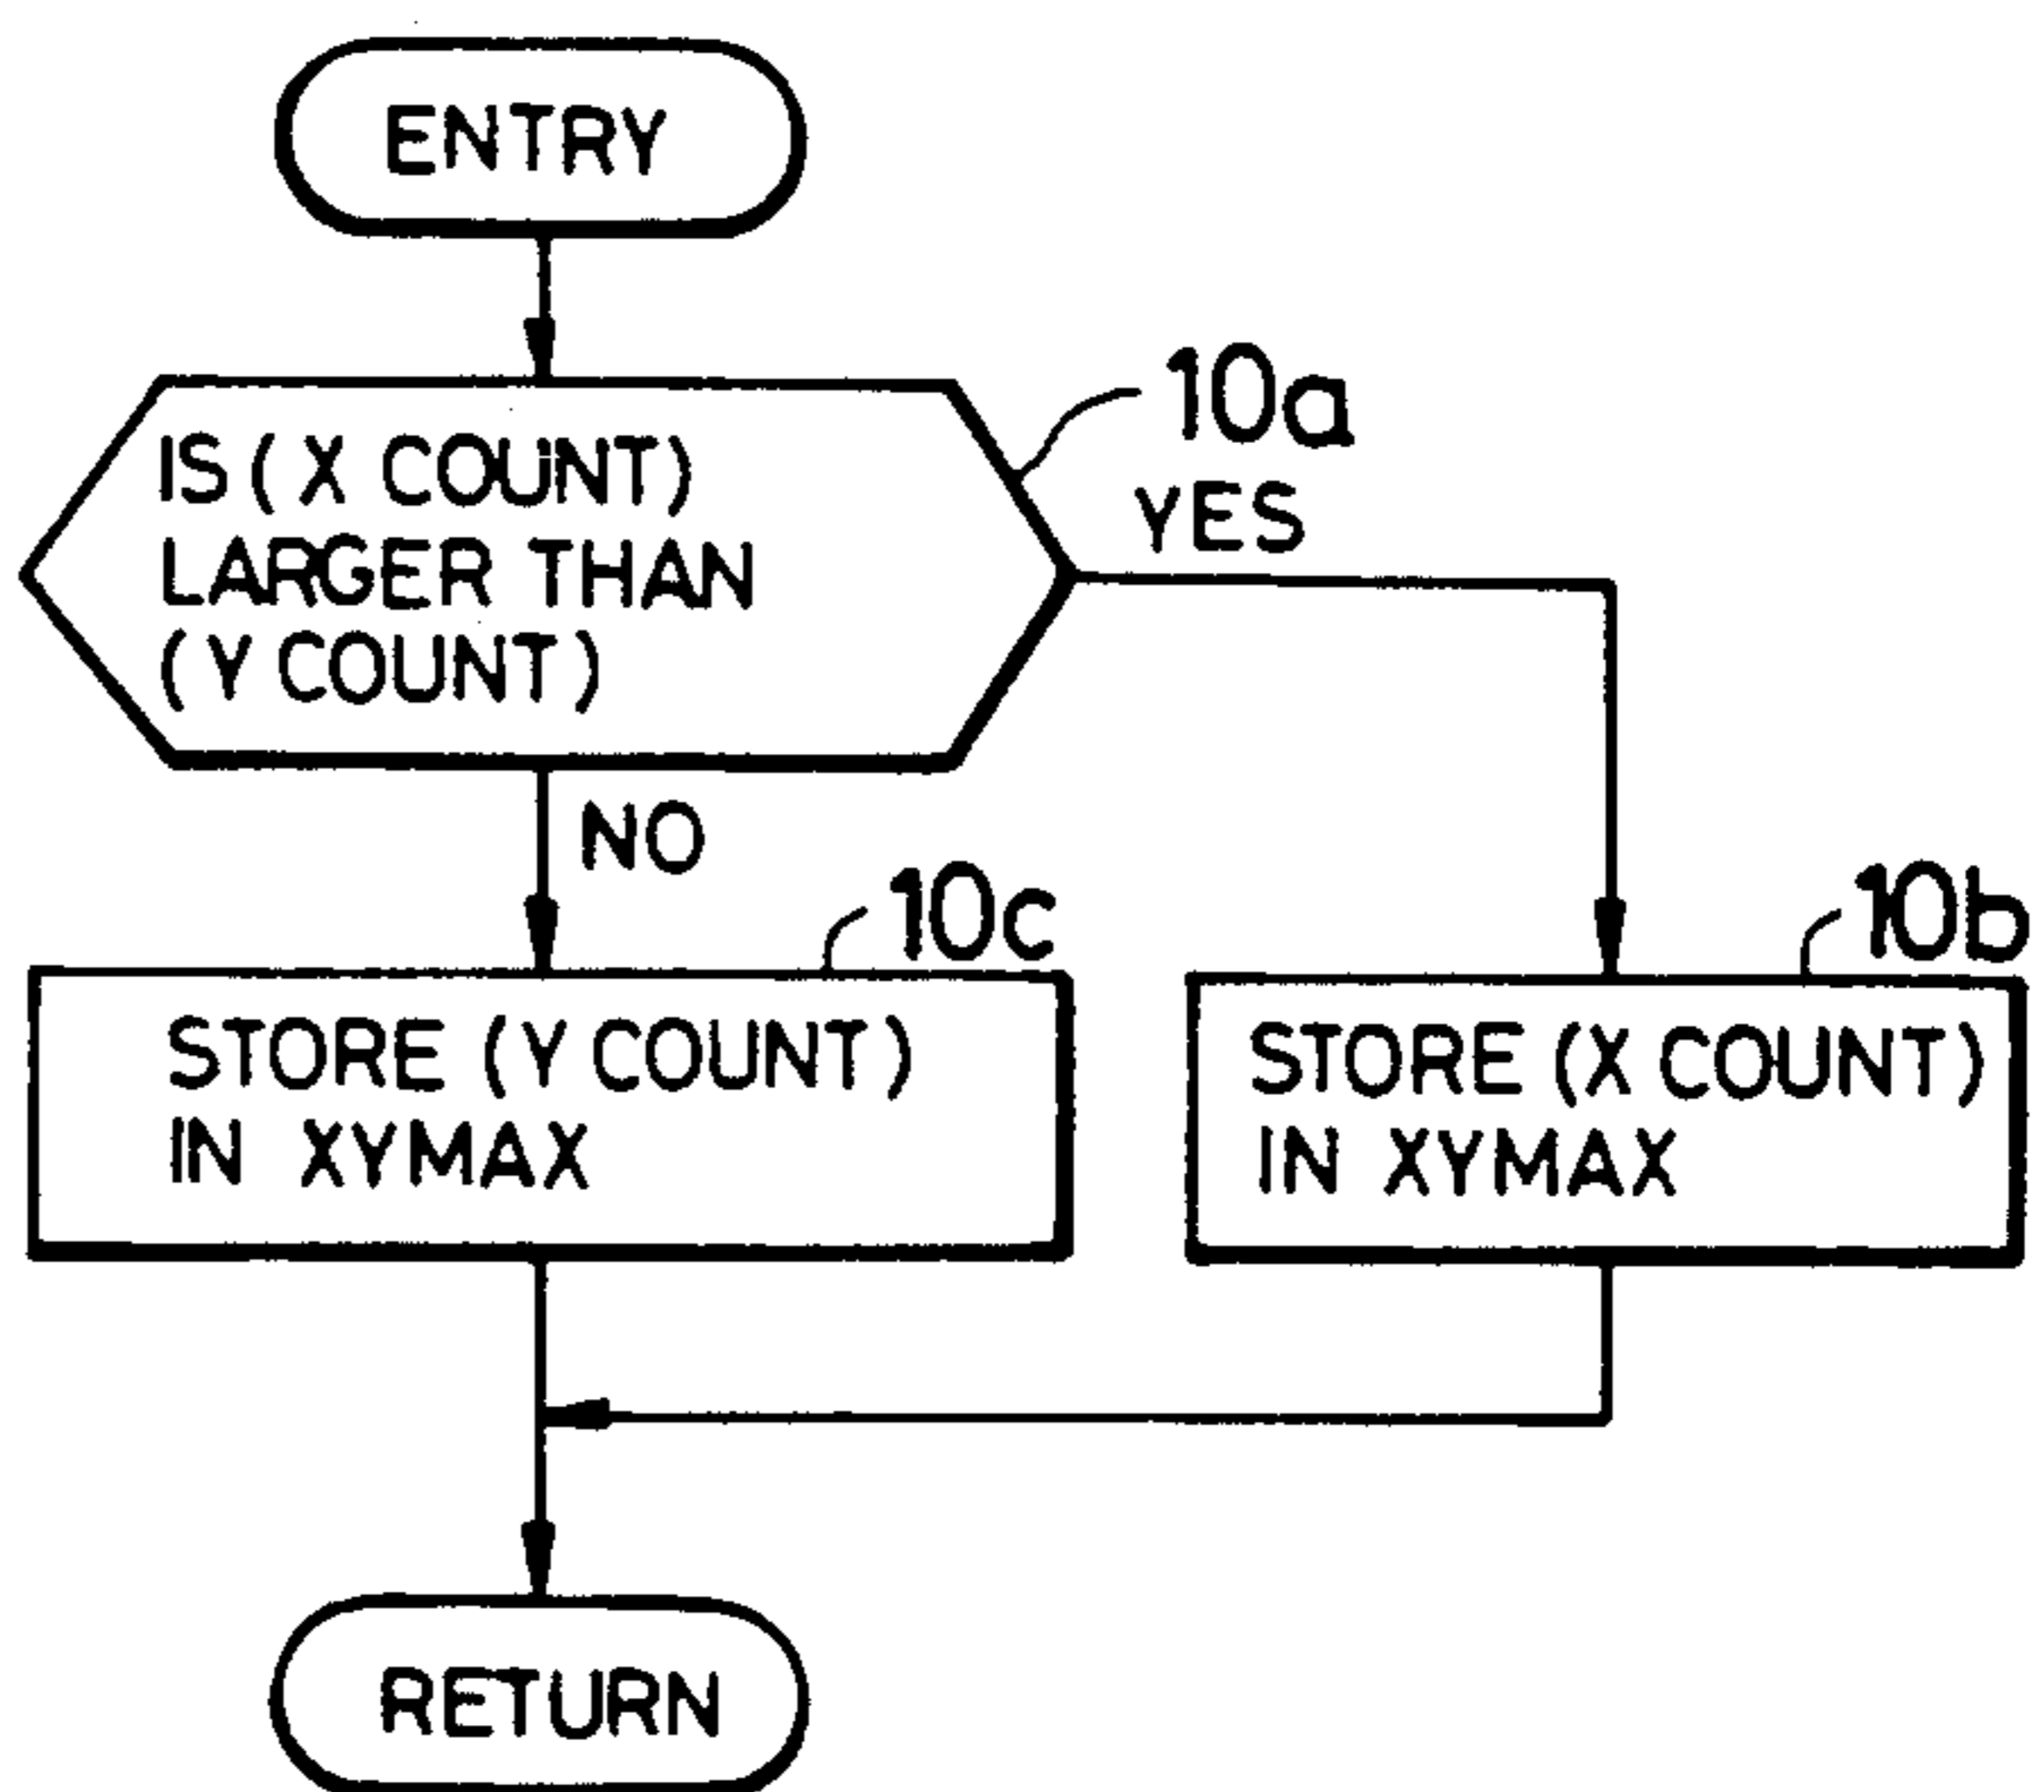 ENTRY
10a
IS ( X COUNT)
LARGER THAN
( Y COUNT )
YES
NO
10c
10b
STORE (Y COUNT)
IN XYMAX
STORE (X COUNT)
IN XYMAX
RETURN